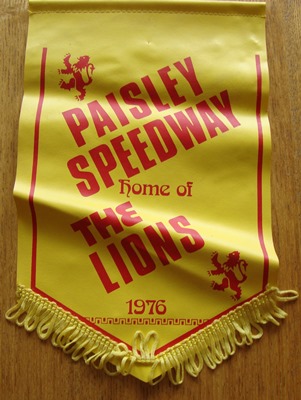 PAISLEY
SPEEDWAY
Home of
THE
LIONS
1976